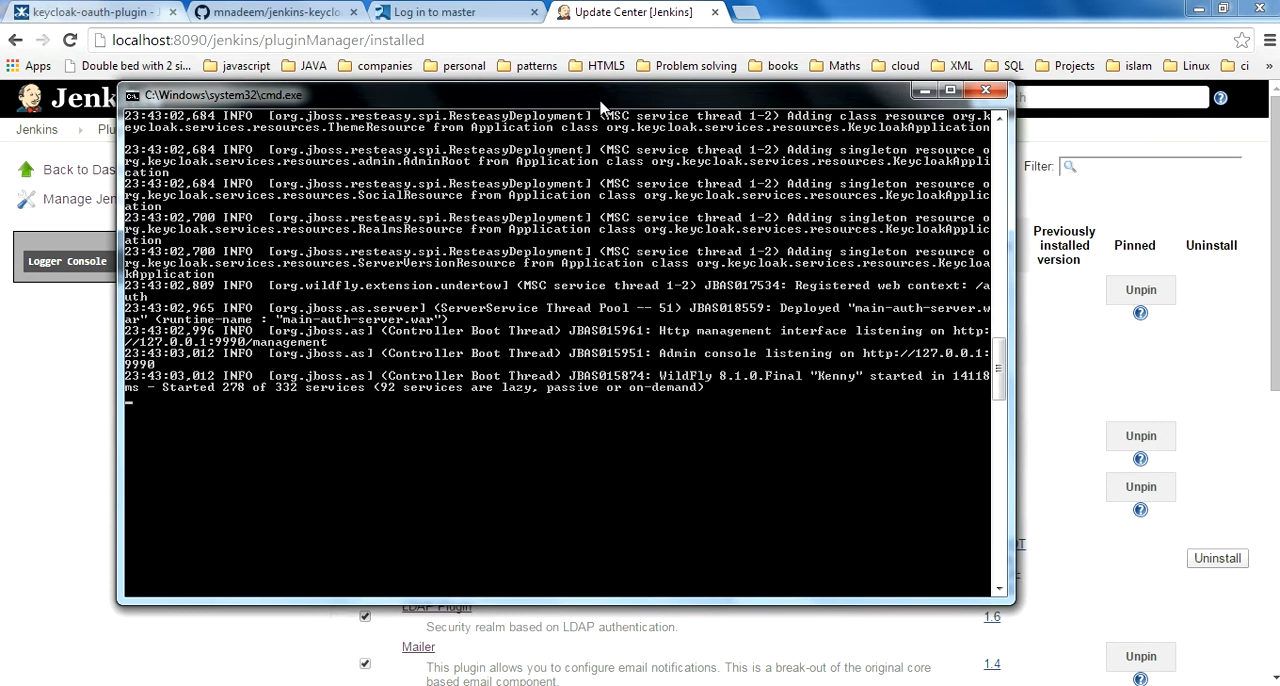 keycloak-oauth-plugin -
mnadeem/jenkins-keyclo
Log in to master
Update Center [Jenkins]
localhost:8090/jenkins/pluginManager/installed
Apps Double bed with 2 si... javascript JAVA companies personal patterns HTML5 Problem solving books Maths cloud XML SQL Projects islam Linux ci »
Jenk
C:\Windows\system32\cmd.exe
Jenkins
Plu
Back to Das
Manage Jen
Logger Console
23:43:02,684 INFO  [org.jboss.resteasy.spi.ResteasyDeployment] (MSC service thread 1-2) Adding class resource org.k
eycloak.services.resources.ThemeResource from Application class org.keycloak.services.resources.KeycloakApplication
23:43:02,684 INFO  [org.jboss.resteasy.spi.ResteasyDeployment] (MSC service thread 1-2) Adding singleton resource o
rg.keycloak.services.resources.admin.AdminRoot from Application class org.keycloak.services.resources.KeycloakAppli
cation
23:43:02,684 INFO  [org.jboss.resteasy.spi.ResteasyDeployment] (MSC service thread 1-2) Adding singleton resource o
rg.keycloak.services.resources.SocialResource from Application class org.keycloak.services.resources.KeycloakApplic
ation
23:43:02,700 INFO  [org.jboss.resteasy.spi.ResteasyDeployment] (MSC service thread 1-2) Adding singleton resource o
rg.keycloak.services.resources.RealmsResource from Application class org.keycloak.services.resources.KeycloakApplic
ation
23:43:02,700 INFO  [org.jboss.resteasy.spi.ResteasyDeployment] (MSC service thread 1-2) Adding singleton resource o
rg.keycloak.services.resources.ServerVersionResource from Application class org.keycloak.services.resources.Keycloa
kApplication
23:43:02,809 INFO  [org.wildfly.extension.undertow] (MSC service thread 1-2) JBAS017534: Registered web context: /a
uth
23:43:02,965 INFO  [org.jboss.as.server] (ServerService Thread Pool -- 51) JBAS018559: Deployed "main-auth-server.w
ar" (runtime-name : "main-auth-server.war")
23:43:02,996 INFO  [org.jboss.as] (Controller Boot Thread) JBAS015961: Http management interface listening on http:
//127.0.0.1:9990/management
23:43:03,012 INFO  [org.jboss.as] (Controller Boot Thread) JBAS015951: Admin console listening on http://127.0.0.1:
9990
23:43:03,012 INFO  [org.jboss.as] (Controller Boot Thread) JBAS015874: WildFly 8.1.0.Final "Kenny" started in 14118
ms - Started 278 of 332 services (92 services are lazy, passive or on-demand)
ch
Filter:
Previously
installed
version
Pinned
Uninstall
Unpin
Unpin
Unpin
Uninstall
LDAP Plugin
1.6
Security realm based on LDAP authentication.
Mailer
This plugin allows you to configure email notifications. This is a break-out of the original core
based email component.
1.4
Unpin